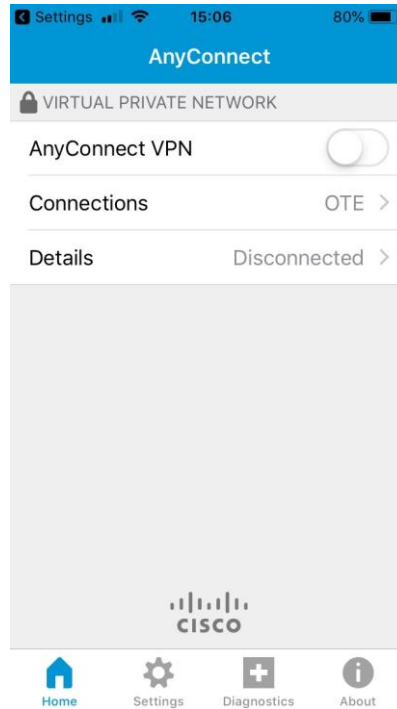 Settings 15:06 80%
AnyConnect
VIRTUAL PRIVATE NETWORK
AnyConnect VPN
Connections OTE >
Details Disconnected >
CISCO
Home Settings Diagnostics About